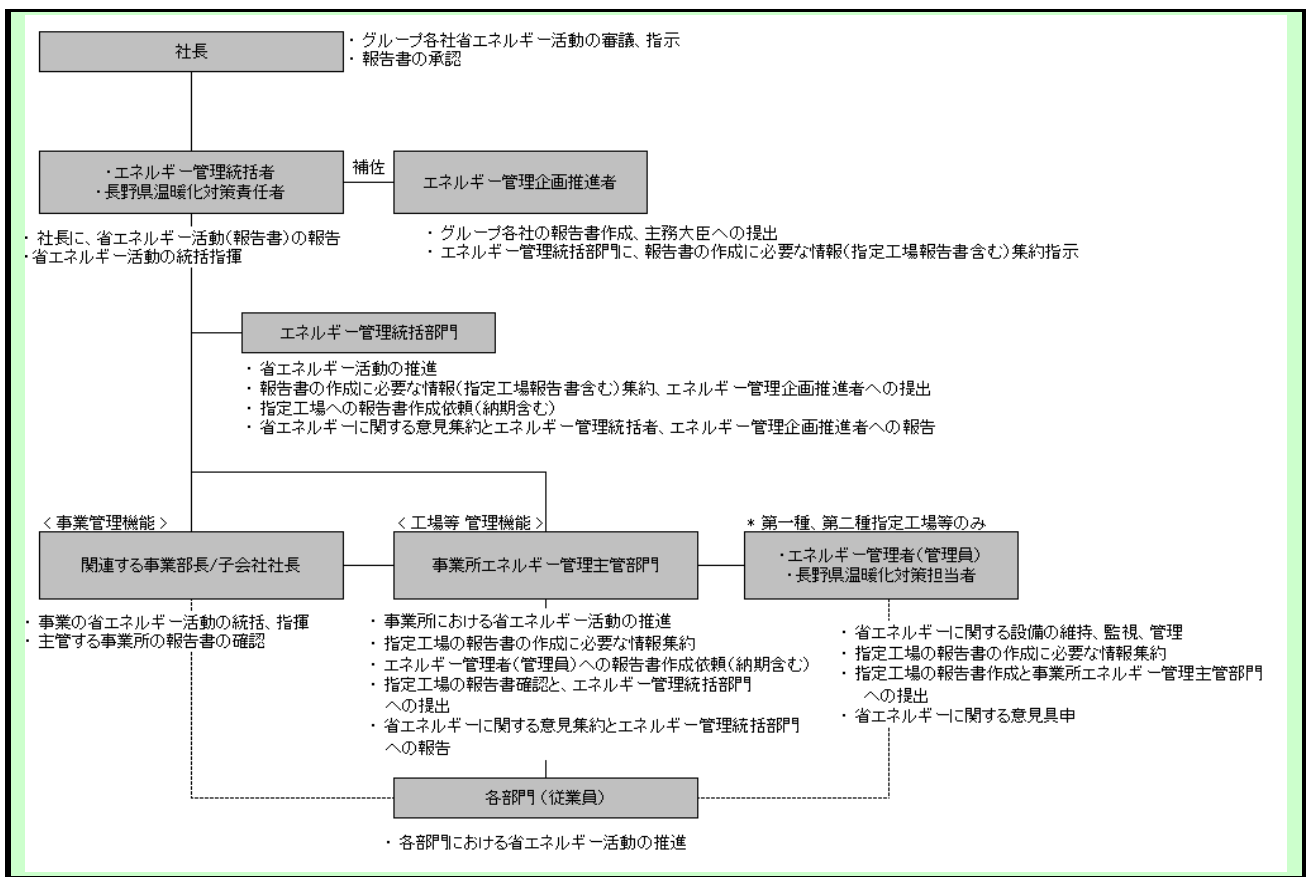 社長
・ グループ各社省エネルギー活動の審議、指示
・ 報告書の承認
・エネルギー管理統括者
・長野県温暖化対策責任者
補佐
エネルギー管理企画推進者
・ 社長に、省エネルギー活動(報告書)の報告
・省エネルギー活動の統括指揮
・ グループ各社の報告書作成、主務大臣への提出
・ エネルギー管理統括部門に、報告書の作成に必要な情報(指定工場報告書含む)集約指示
エネルギー管理統括部門
・ 省エネルギー活動の推進
・ 報告書の作成に必要な情報(指定工場報告書含む)集約、エネルギー管理企画推進者への提出
・ 指定工場への報告書作成依頼(納期含む)
・ 省エネルギーに関する意見集約とエネルギー管理統括者、エネルギー管理企画推進者への報告
<事業管理機能>
関連する事業部長/子会社社長
・ 事業の省エネルギー活動の統括、指揮
・ 主管する事業所の報告書の確認
<工場等 管理機能>
事業所エネルギー管理主管部門
・ 事業所における省エネルギー活動の推進
・ 指定工場の報告書の作成に必要な情報集約
・ エネルギー管理者(管理員)への報告書作成依頼(納期含む)
・ 指定工場の報告書確認と、エネルギー管理統括部門
への提出
・ 省エネルギーに関する意見集約とエネルギー管理統括部門
への報告
* 第一種、第二種指定工場等のみ
・エネルギー管理者(管理員)
・長野県温暖化対策担当者
・ 省エネルギーに関する設備の維持、監視、管理
・ 指定工場の報告書の作成に必要な情報集約
・ 指定工場の報告書作成と事業所エネルギー管理主管部門
への提出
・ 省エネルギーに関する意見具申
各部門(従業員)
・ 各部門における省エネルギー活動の推進